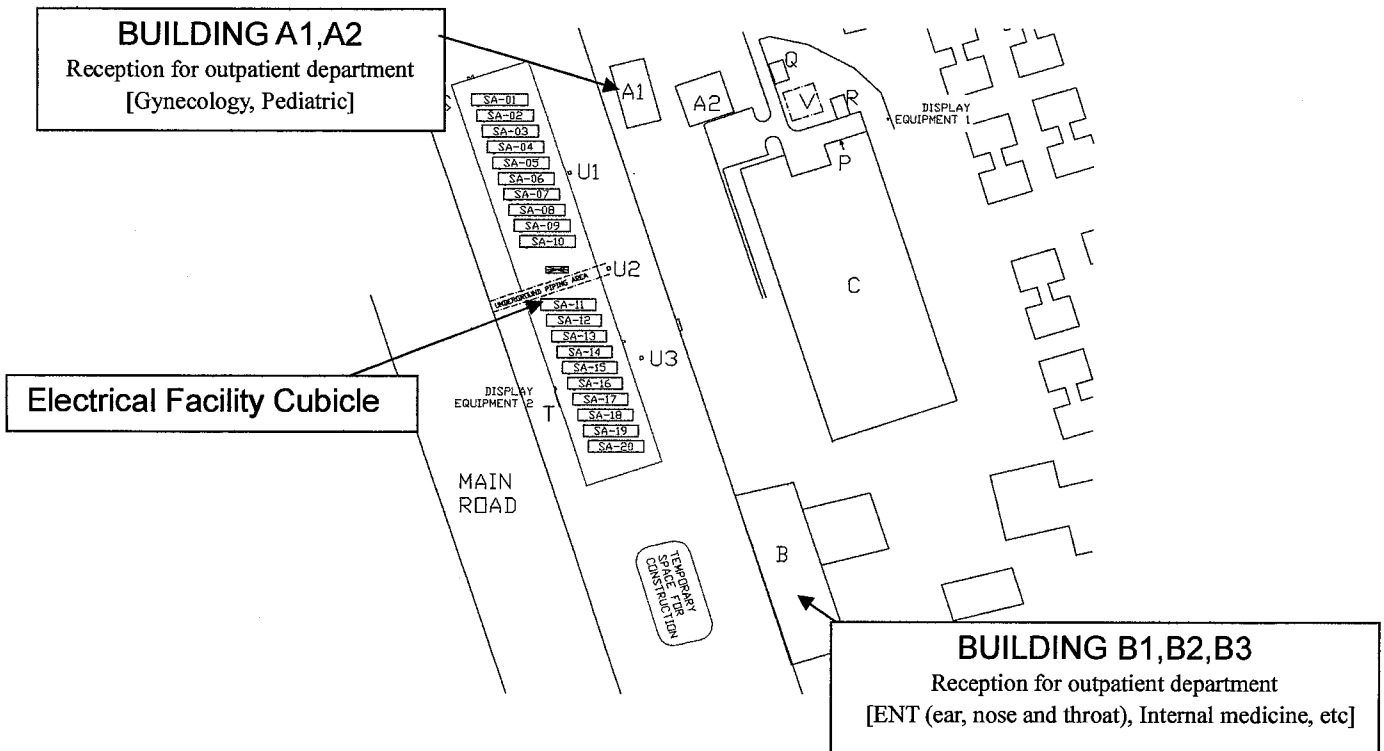 BUILDING A1,A2
Reception for outpatient department
[Gynecology, Pediatric]
A1
A2
Q
V
R
DISPLAY
EQUIPMENT 1
P
SA-01
SA-02
SA-03
SA-04
SA-05
SA-06
SA-07
SA-08
SA-09
SA-10
U1
U2
UNDERGROUND PIPING AREA
C
SA-11
SA-12
SA-13
SA-14
SA-15
SA-16
SA-17
SA-18
SA-19
SA-20
U3
Electrical Facility Cubicle
DISPLAY
EQUIPMENT 2
T
MAIN
ROAD
TEMPORARY
SPACE FOR
CONSTRUCTION
B
BUILDING B1,B2,B3
Reception for outpatient department
[ENT (ear, nose and throat), Internal medicine, etc]